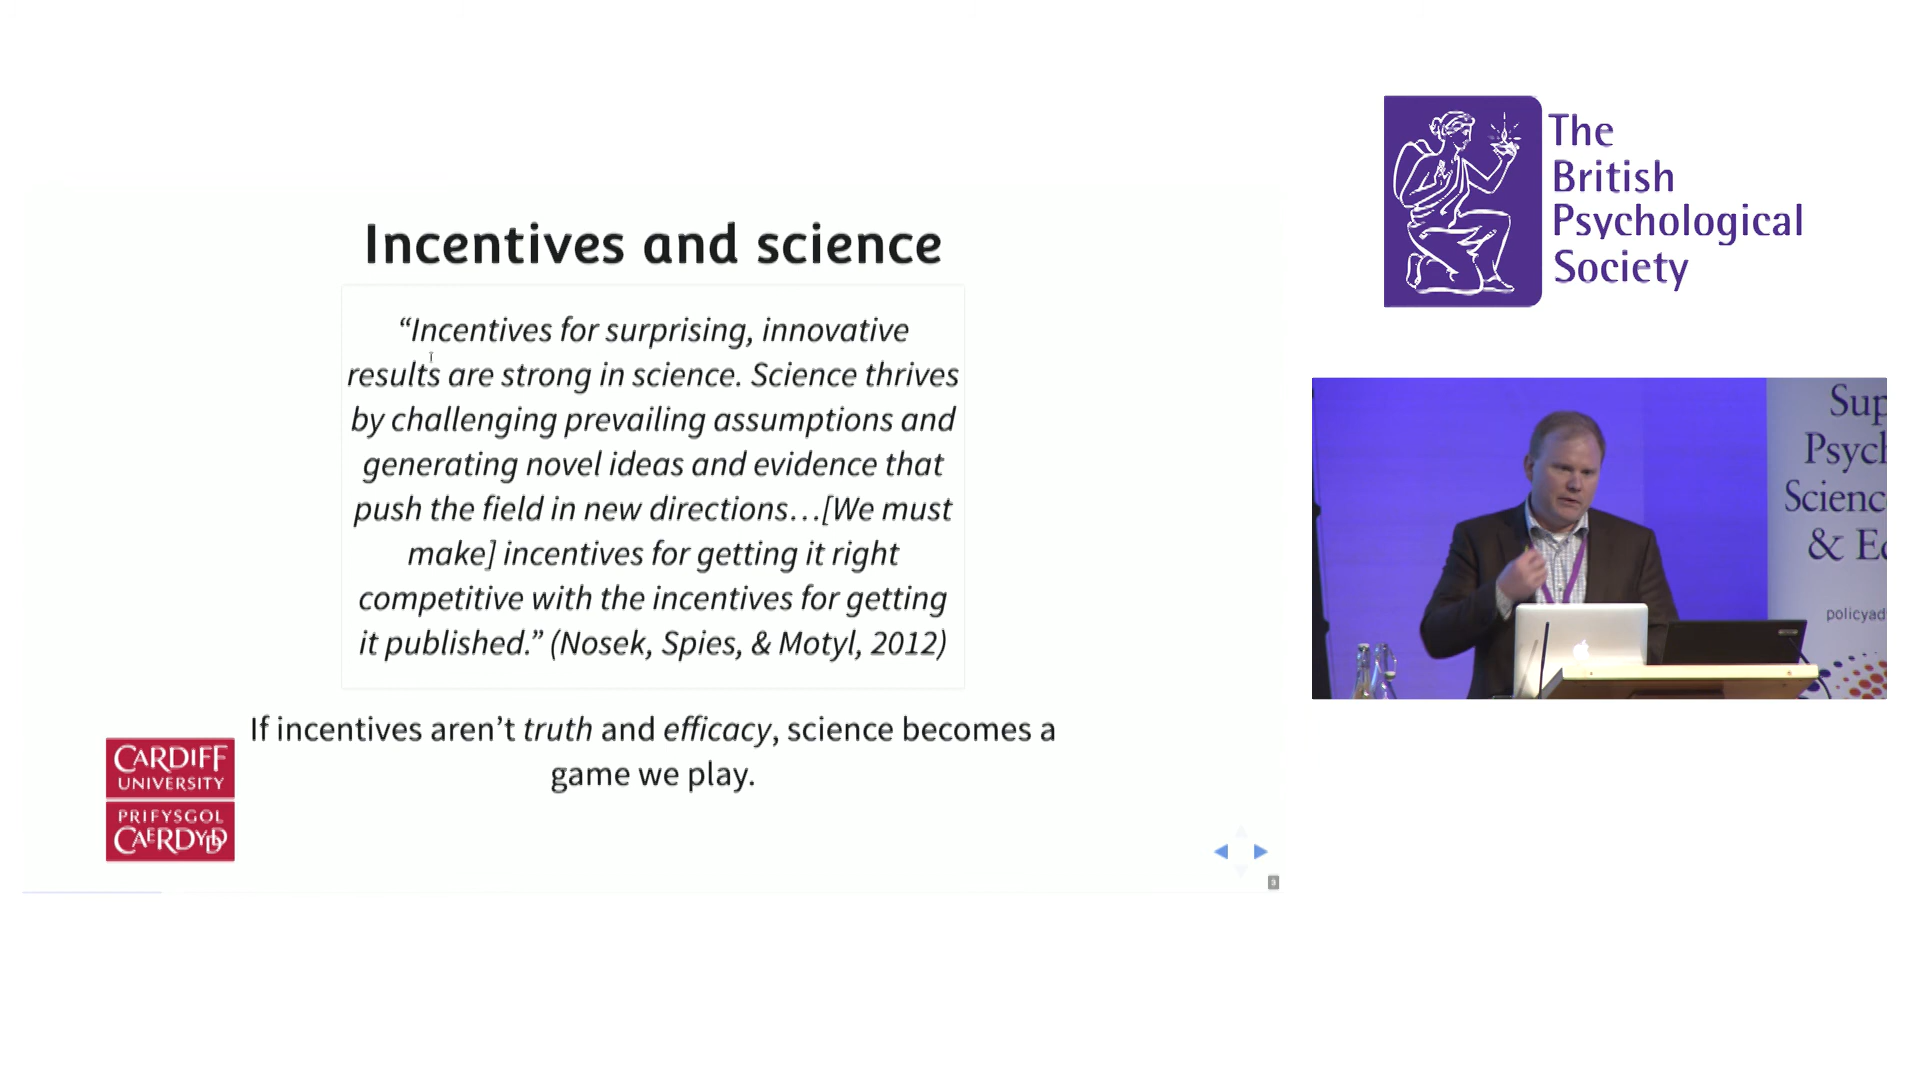 Incentives and science
“Incentives for surprising, innovative
results are strong in science. Science thrives
by challenging prevailing assumptions and
generating novel ideas and evidence that
push the field in new directions…[We must
make] incentives for getting it right
competitive with the incentives for getting
it published.” (Nosek, Spies, & Motyl, 2012)
If incentives aren’t truth and efficacy, science becomes a
game we play.
CARDIFF
UNIVERSITY
PRIFYSGOL
CAERDYDD
9
The
British
Psychological
Society
Sup
Psych
Scienc
& Ed
policyad